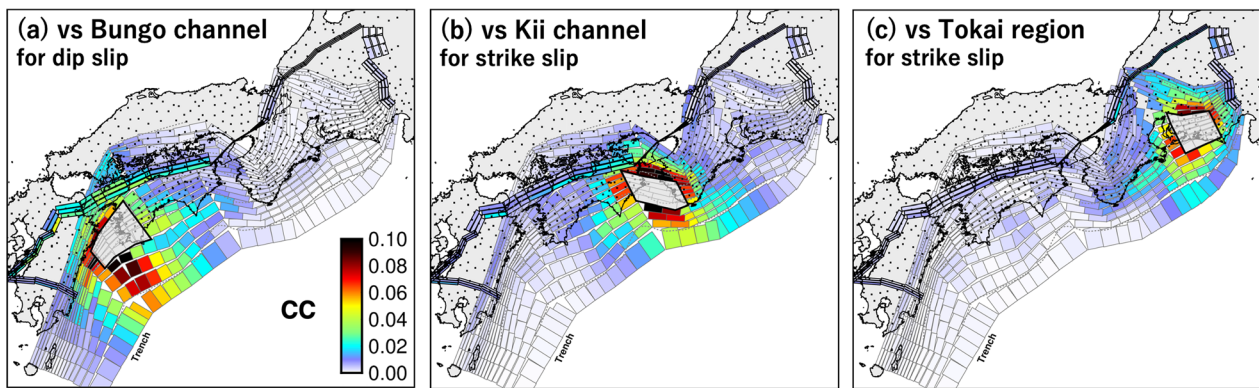 (a) vs Bungo channel
for dip slip
(b) vs Kii channel
for strike slip
(c) vs Tokai region
for strike slip
cc
0.10
0.08
0.06
0.04
0.02
0.00
Trench
Trench
Trench